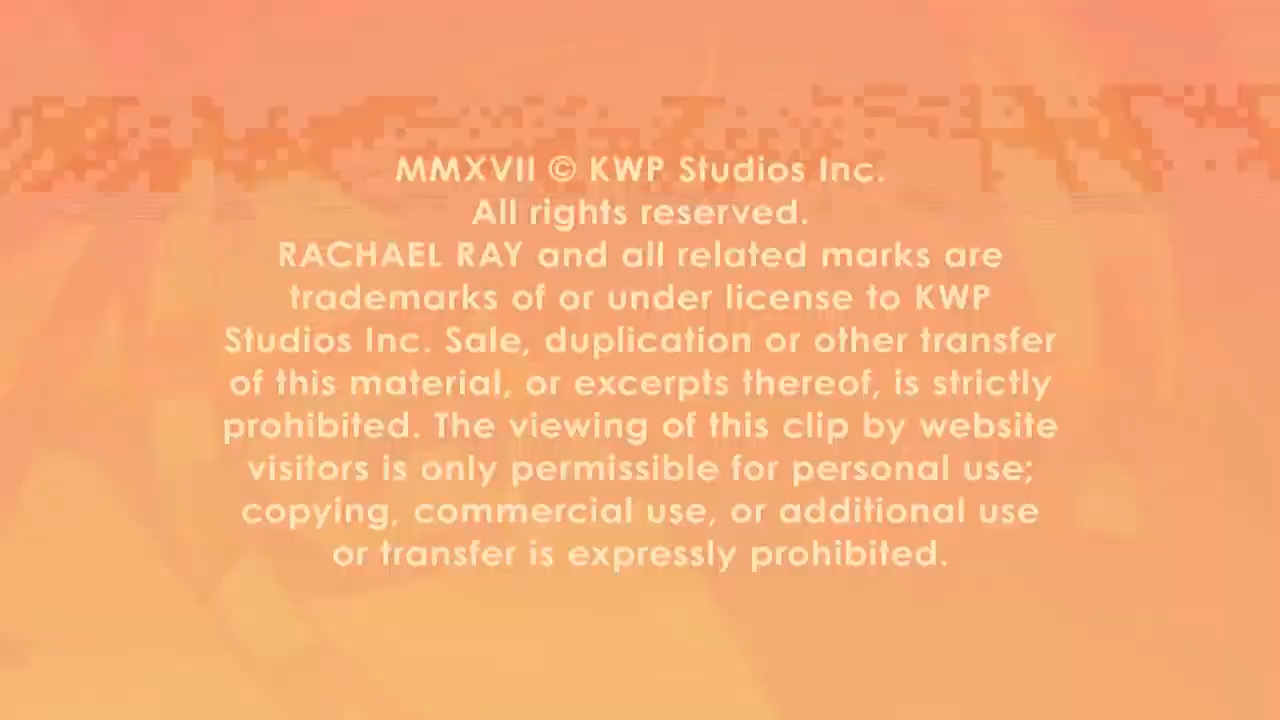 MMXVII © KWP Studios Inc.
All rights reserved.
RACHAEL RAY and all related marks are
trademarks of or under license to KWP
Studios Inc. Sale, duplication or other transfer
of this material, or excerpts thereof, is strictly
prohibited. The viewing of this clip by website
visitors is only permissible for personal use;
copying, commercial use, or additional use
or transfer is expressly prohibited.